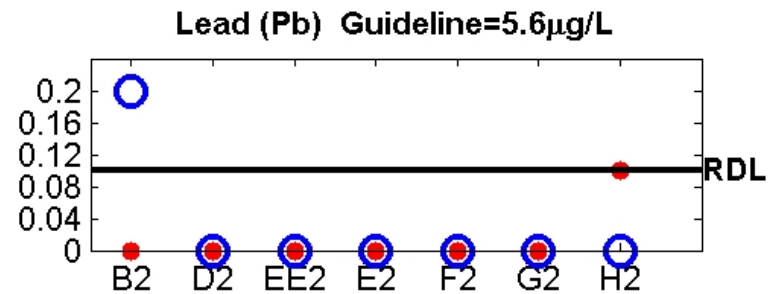 Lead (Pb) Guideline=5.6μg/L
0.2
0.16
0.12
0.08
0.04
0
RDL
B2 D2 EE2 E2 F2 G2 H2